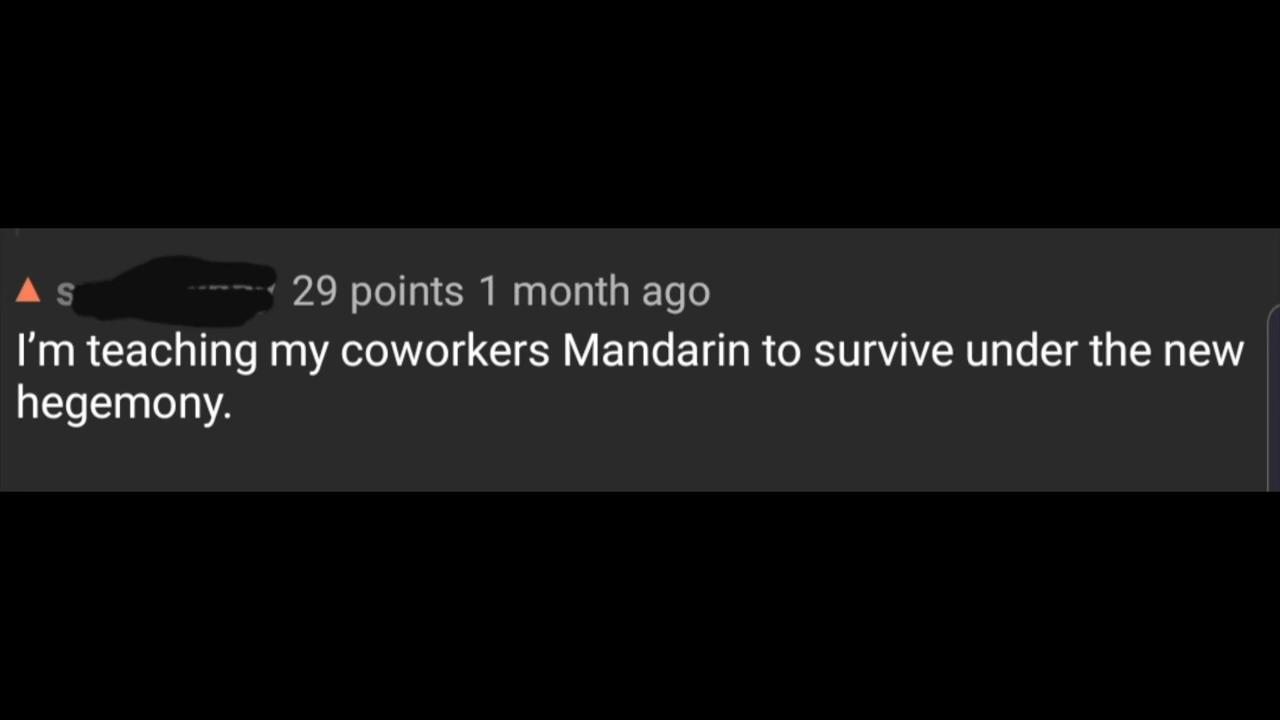 29 points 1 month ago
I'm teaching my coworkers Mandarin to survive under the new
hegemony.